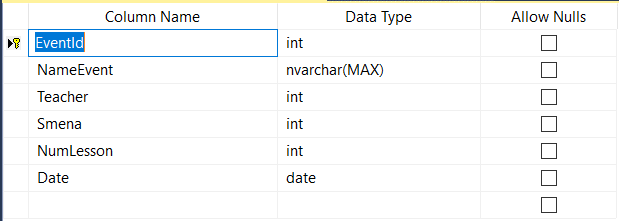 Column Name Data Type Allow Nulls
EventId int
NameEvent nvarchar(MAX)
Teacher int
Smena int
NumLesson int
Date date